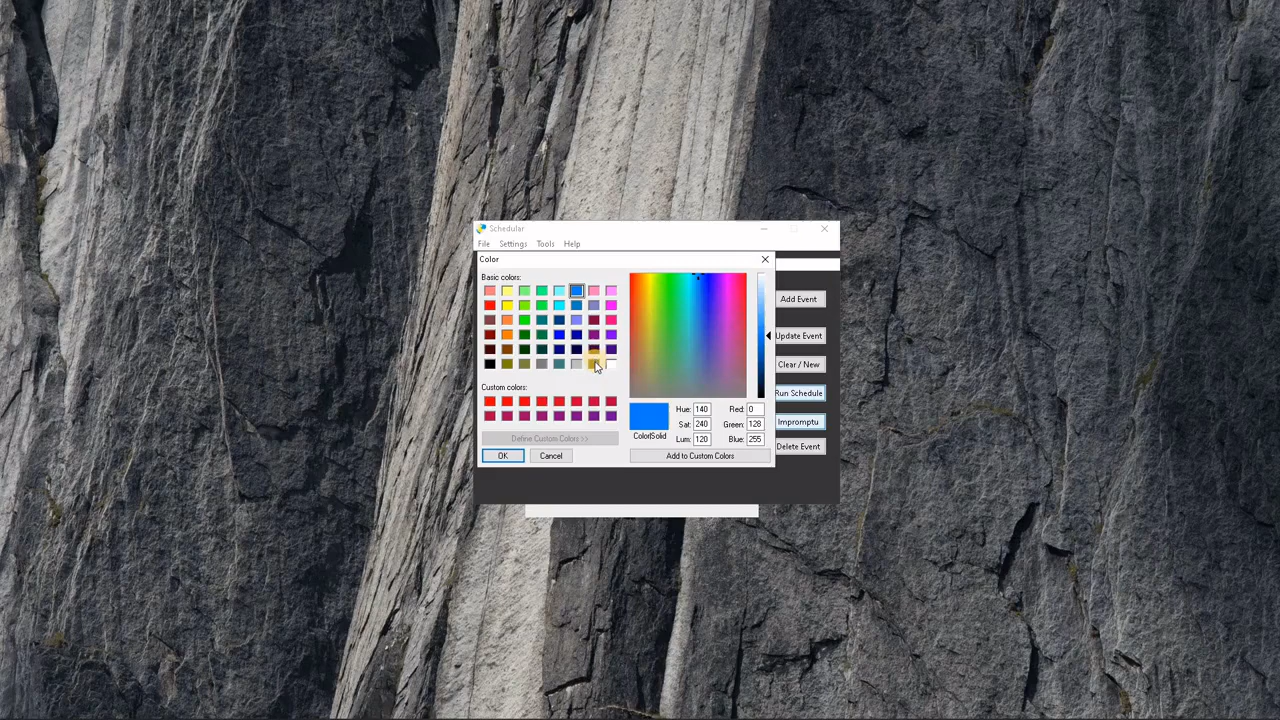 Schedular
File Settings Tools Help
Color
Basic colors:
Custom colors:
Define Custom Colors >>
OK Cancel
Hue: 140 Red: 0
Sat: 240 Green: 128
Lum: 120 Blue: 255
Color|Solid
Add to Custom Colors
Add Event
Update Event
Clear / New
Run Schedule
Impromptu
Delete Event